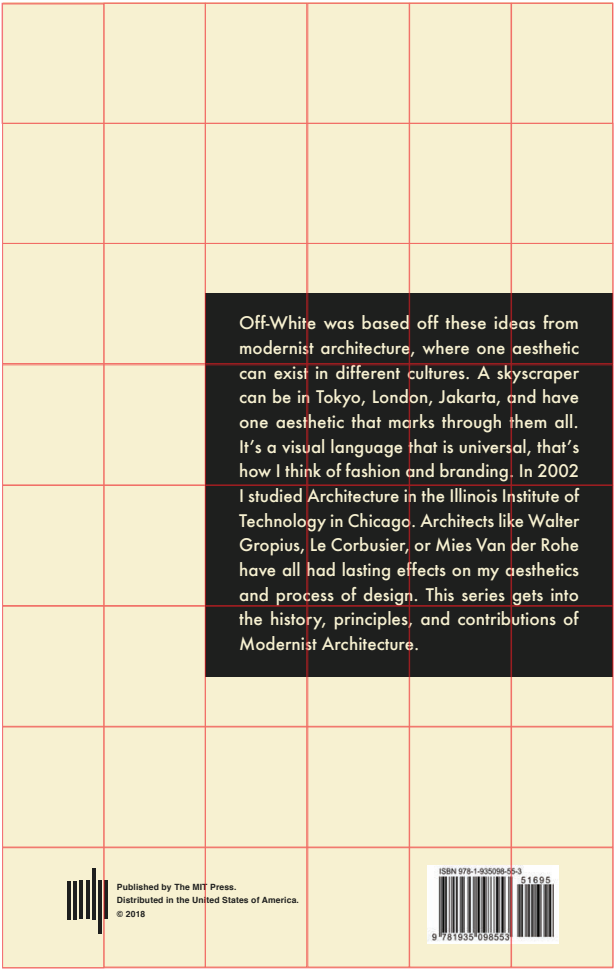 Off-White was based off these ideas from
modernist architecture, where one aesthetic
can exist in different cultures. A skyscraper
can be in Tokyo, London, Jakarta, and have
one aesthetic that marks through them all.
It's a visual language that is universal, that's
how I think of fashion and branding. In 2002
I studied Architecture in the Illinois Institute of
Technology in Chicago. Architects like Walter
Gropius, Le Corbusier, or Mies Van der Rohe
have all had lasting effects on my aesthetics
and process of design. This series gets into
the history, principles, and contributions of
Modernist Architecture.
Published by The MIT Press.
Distributed in the United States of America.
© 2018
ISBN 978-1-935098-55-3
51695
9 781935 098553